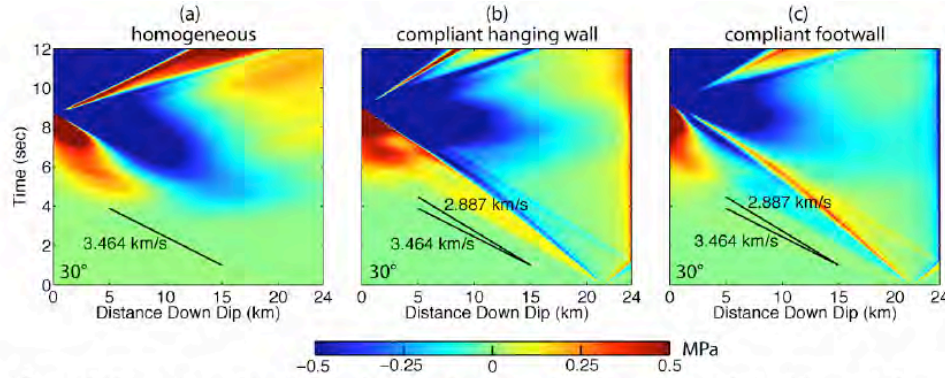 (a)
homogeneous
(b)
compliant hanging wall
(c)
compliant footwall
12
10
8
6
4
2
0
Time (sec)
3.464 km/s
30°
0 5 10 15 20 24
Distance Down Dip (km)
2.887 km/s
3.464 km/s
30°
0 5 10 15 20 24
Distance Down Dip (km)
2.887 km/s
3.464 km/s
30°
0 5 10 15 20 24
Distance Down Dip (km)
MPa
−0.5 −0.25 0 0.25 0.5